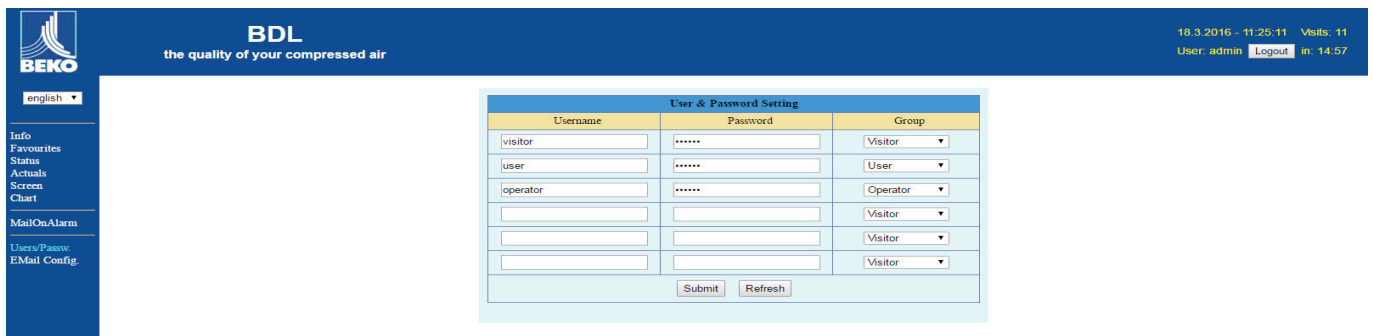 BEKO
BDL
the quality of your compressed air
18.3.2016 - 11:25:11 Visits: 11
User: admin Logout in: 14:57
english
Info
Favourites
Status
Actuals
Screen
Chart
MailOnAlarm
Users/Passw.
EMail Config.
User & Password Setting
Username Password Group
visitor •••••• Visitor
user •••••• User
operator •••••• Operator
Visitor
Visitor
Visitor
Submit Refresh